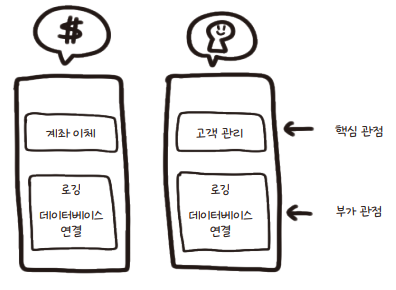 $
계좌 이체
로깅
데이터베이스
연결
고객 관리
로깅
데이터베이스
연결
핵심 관점
부가 관점